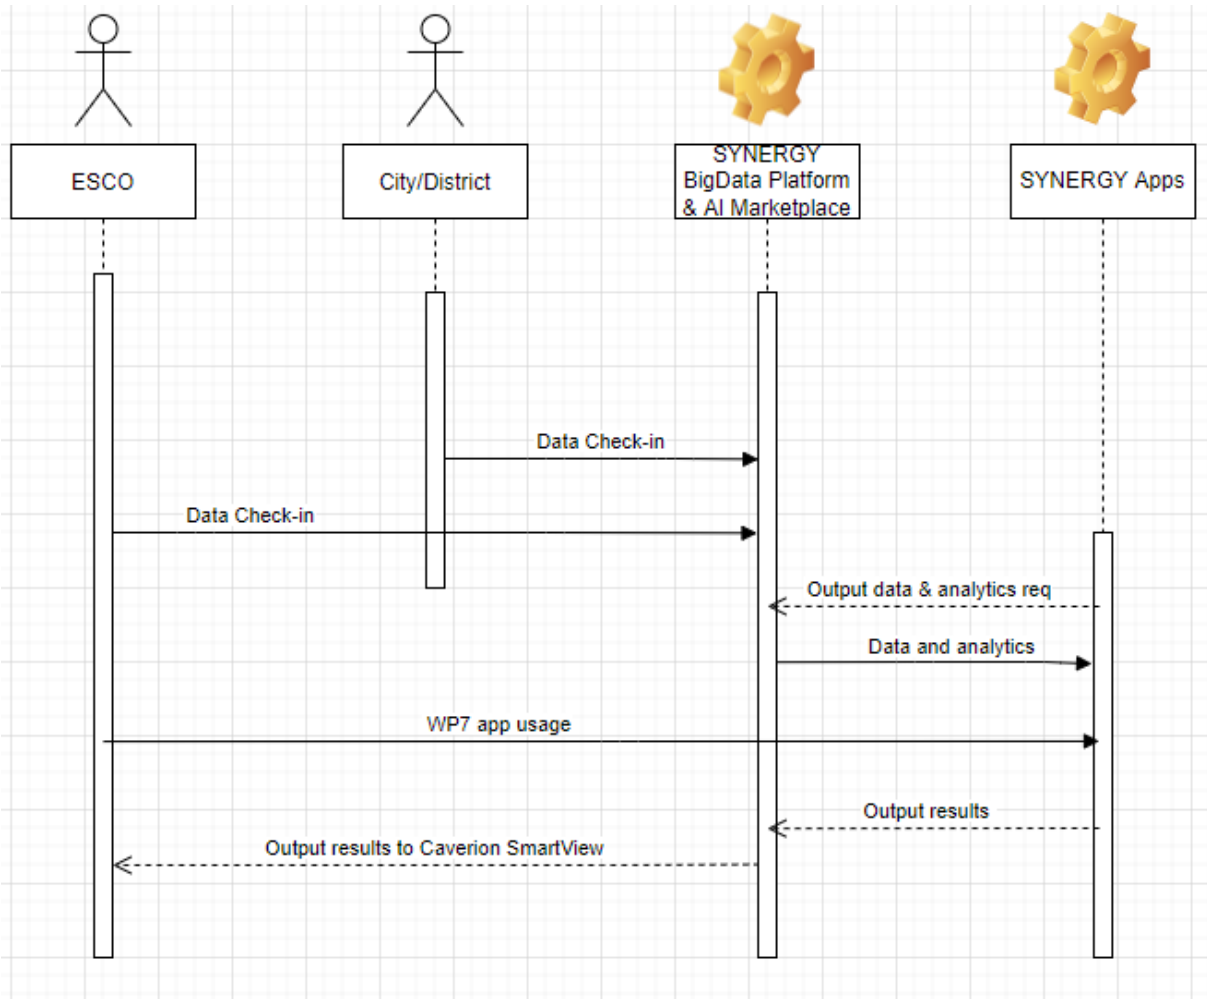 ESCO
City/District
SYNERGY
BigData Platform
& AI Marketplace
SYNERGY Apps
Data Check-in
Data Check-in
Output data & analytics req
Data and analytics
WP7 app usage
Output results
Output results to Caverion SmartView